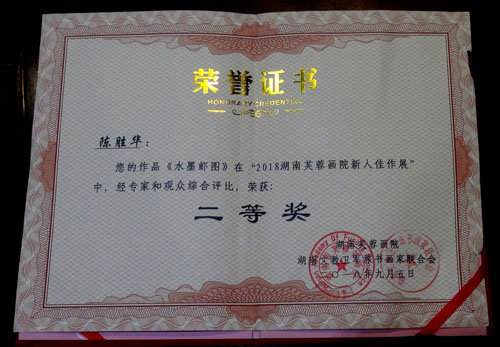 荣誉证书
HONORARY CREDENTIAL
陈胜华：
您的作品《水墨虾图》在“2018湖南芙蓉画院新人佳作展”
中，经专家和观众综合评比，荣获：
二等奖
湖南芙蓉画院
湖南文教卫军旅书画家联合会
二〇一八年九月五日